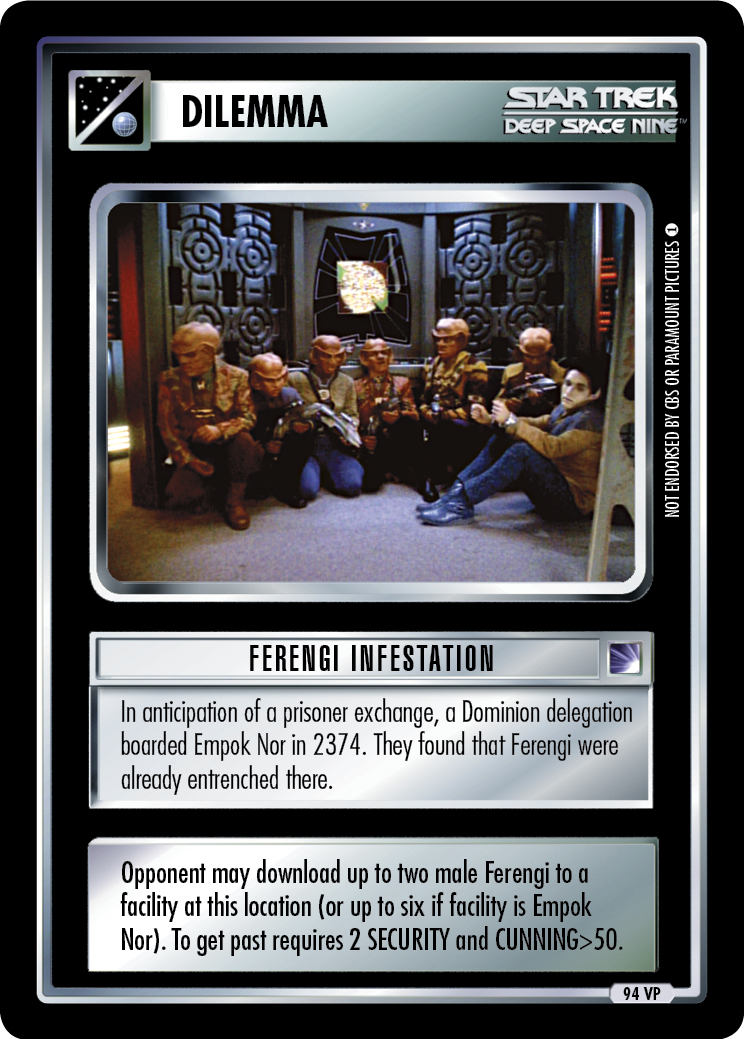 DILEMMA
STAR TREK
DEEP SPACE NINE™
NOT ENDORSED BY CBS OR PARAMOUNT PICTURES 1
FERENGI INFESTATION
In anticipation of a prisoner exchange, a Dominion delegation
boarded Empok Nor in 2374. They found that Ferengi were
already entrenched there.
Opponent may download up to two male Ferengi to a
facility at this location (or up to six if facility is Empok
Nor). To get past requires 2 SECURITY and CUNNING>50.
94 VP